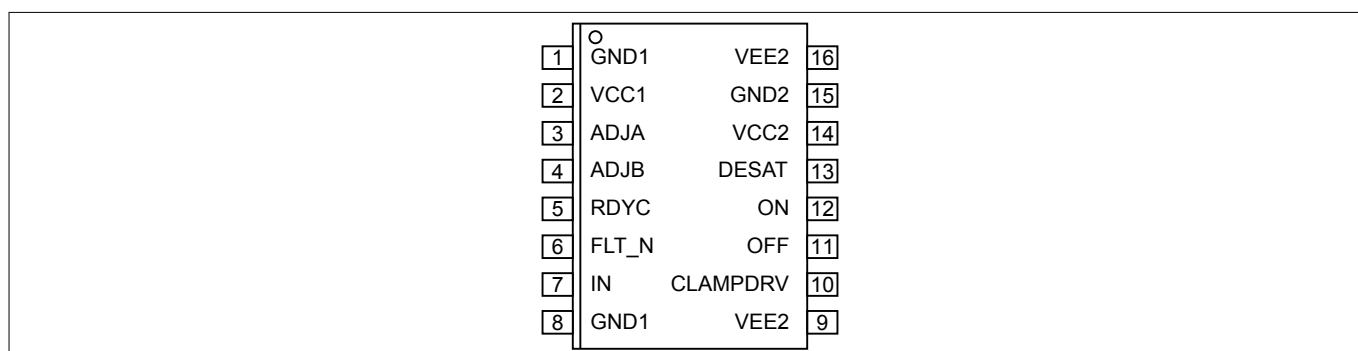 1 GND1 VEE2 16
2 VCC1 GND2 15
3 ADJA VCC2 14
4 ADJB DESAT 13
5 RDYC ON 12
6 FLT_N OFF 11
7 IN CLAMPDRV 10
8 GND1 VEE2 9